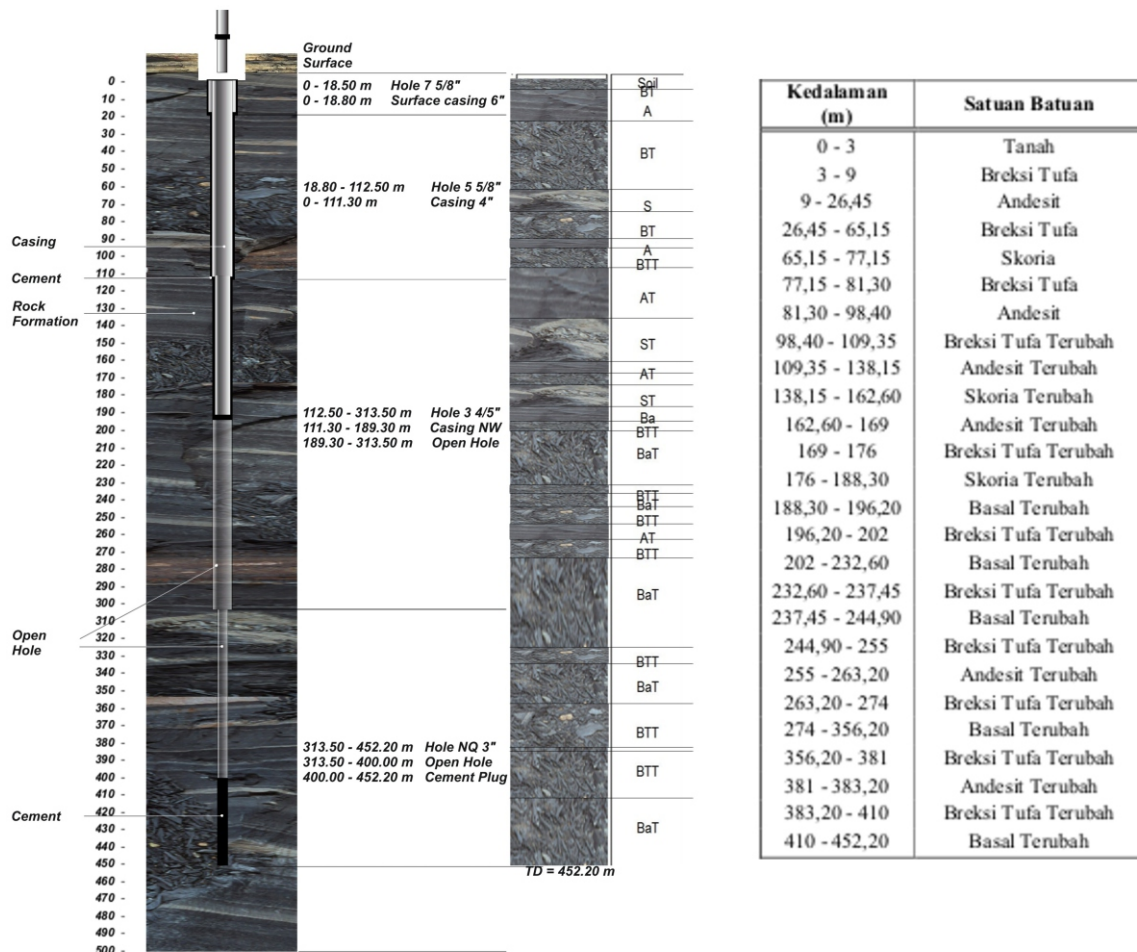 Ground
Surface
0 -
10 -
20 -
30 -
40 -
50 -
60 -
70 -
80 -
90 -
100 -
110 -
120 -
130 -
140 -
150 -
160 -
170 -
180 -
190 -
200 -
210 -
220 -
230 -
240 -
250 -
260 -
270 -
280 -
290 -
300 -
310 -
320 -
330 -
340 -
350 -
360 -
370 -
380 -
390 -
400 -
410 -
420 -
430 -
440 -
450 -
460 -
470 -
480 -
490 -
500 -
Casing
Cement
Rock
Formation
Open
Hole
Cement
0 - 18.50 m Hole 7 5/8"
0 - 18.80 m Surface casing 6"
18.80 - 112.50 m Hole 5 5/8"
0 - 111.30 m Casing 4"
112.50 - 313.50 m Hole 3 4/5"
111.30 - 189.30 m Casing NW
189.30 - 313.50 m Open Hole
313.50 - 452.20 m Hole NQ 3"
313.50 - 400.00 m Open Hole
400.00 - 452.20 m Cement Plug
Soil
BT
A
BT
S
BT
A
BTT
AT
ST
AT
ST
Ba
BTT
BaT
BTT
BaT
BTT
AT
BTT
BaT
BTT
BaT
BTT
BTT
BaT
TD = 452.20 m
Kedalaman (m) Satuan Batuan
0 - 3 Tanah
3 - 9 Breksi Tufa
9 - 26,45 Andesit
26,45 - 65,15 Breksi Tufa
65,15 - 77,15 Skoria
77,15 - 81,30 Breksi Tufa
81,30 - 98,40 Andesit
98,40 - 109,35 Breksi Tufa Terubah
109,35 - 138,15 Andesit Terubah
138,15 - 162,60 Skoria Terubah
162,60 - 169 Andesit Terubah
169 - 176 Breksi Tufa Terubah
176 - 188,30 Skoria Terubah
188,30 - 196,20 Basal Terubah
196,20 - 202 Breksi Tufa Terubah
202 - 232,60 Basal Terubah
232,60 - 237,45 Breksi Tufa Terubah
237,45 - 244,90 Basal Terubah
244,90 - 255 Breksi Tufa Terubah
255 - 263,20 Andesit Terubah
263,20 - 274 Breksi Tufa Terubah
274 - 356,20 Basal Terubah
356,20 - 381 Breksi Tufa Terubah
381 - 383,20 Andesit Terubah
383,20 - 410 Breksi Tufa Terubah
410 - 452,20 Basal Terubah